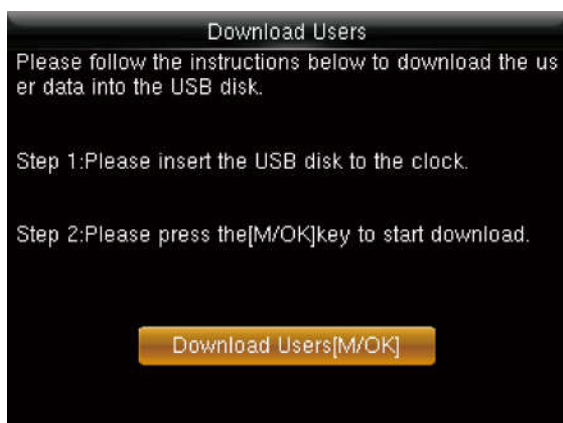 Download Users
Please follow the instructions below to download the us
er data into the USB disk.
Step 1:Please insert the USB disk to the clock.
Step 2:Please press the[M/OK]key to start download.
Download Users[M/OK]